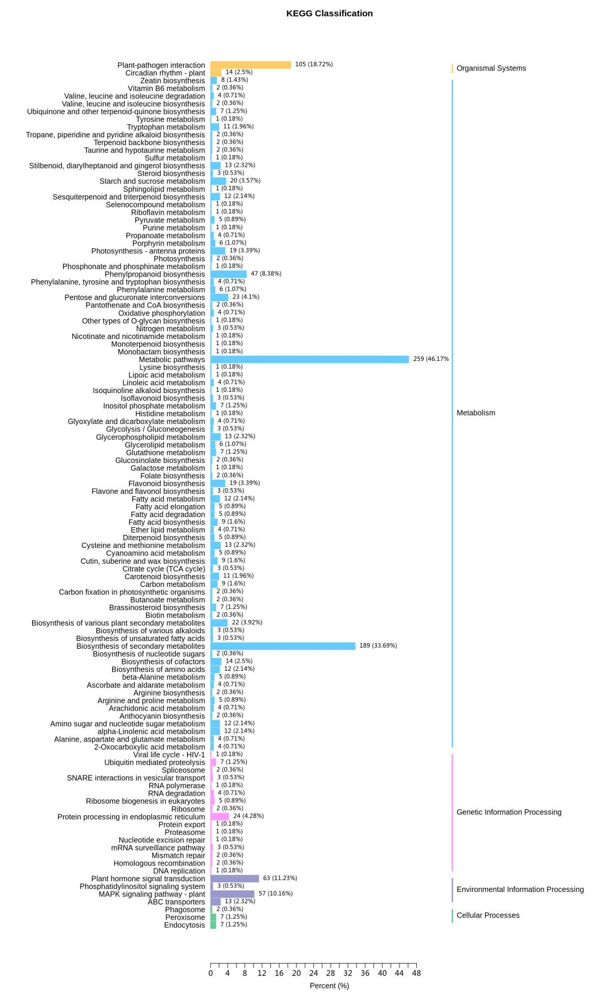 KEGG Classification
Plant-pathogen interaction 105 (18.72%)
Organismal Systems
Circadian rhythm - plant 14 (2.5%)
Zeatin biosynthesis 8 (1.43%)
Vitamin B6 metabolism 2 (0.36%)
Valine, leucine and isoleucine degradation 4 (0.71%)
Valine, leucine and isoleucine biosynthesis 2 (0.36%)
Ubiquinone and other terpenoid-quinone biosynthesis 7 (1.25%)
Tyrosine metabolism 1 (0.18%)
Tryptophan metabolism 11 (1.96%)
Tropane, piperidine and pyridine alkaloid biosynthesis 2 (0.36%)
Terpenoid backbone biosynthesis 2 (0.36%)
Taurine and hypotaurine metabolism 2 (0.36%)
Sulfur metabolism 1 (0.18%)
Stilbenoid, diarylheptanoid and gingerol biosynthesis 13 (2.32%)
Steroid biosynthesis 3 (0.53%)
Starch and sucrose metabolism 20 (3.57%)
Sphingolipid metabolism 1 (0.18%)
Sesquiterpenoid and triterpenoid biosynthesis 12 (2.14%)
Selenocompound metabolism 1 (0.18%)
Riboflavin metabolism 1 (0.18%)
Pyruvate metabolism 5 (0.89%)
Purine metabolism 1 (0.18%)
Propanoate metabolism 4 (0.71%)
Porphyrin metabolism 6 (1.07%)
Photosynthesis - antenna proteins 19 (3.39%)
Photosynthesis 2 (0.36%)
Phosphonate and phosphinate metabolism 1 (0.18%)
Phenylpropanoid biosynthesis 47 (8.38%)
Phenylalanine, tyrosine and tryptophan biosynthesis 4 (0.71%)
Phenylalanine metabolism 6 (1.07%)
Pentose and glucuronate interconversions 23 (4.1%)
Pantothenate and CoA biosynthesis 2 (0.36%)
Oxidative phosphorylation 4 (0.71%)
Other types of O-glycan biosynthesis 1 (0.18%)
Nitrogen metabolism 3 (0.53%)
Nicotinate and nicotinamide metabolism 1 (0.18%)
Monoterpenoid biosynthesis 1 (0.18%)
Monobactam biosynthesis 1 (0.18%)
Metabolic pathways 259 (46.17%
Lysine biosynthesis 1 (0.18%)
Lipoic acid metabolism 1 (0.18%)
Linoleic acid metabolism 4 (0.71%)
Isoquinoline alkaloid biosynthesis 1 (0.18%)
Isoflavonoid biosynthesis 3 (0.53%)
Inositol phosphate metabolism 7 (1.25%)
Histidine metabolism 1 (0.18%)
Metabolism
Glyoxylate and dicarboxylate metabolism 4 (0.71%)
Glycolysis / Gluconeogenesis 3 (0.53%)
Glycerophospholipid metabolism 13 (2.32%)
Glycerolipid metabolism 6 (1.07%)
Glutathione metabolism 7 (1.25%)
Glucosinolate biosynthesis 2 (0.36%)
Galactose metabolism 1 (0.18%)
Folate biosynthesis 2 (0.36%)
Flavonoid biosynthesis 19 (3.39%)
Flavone and flavonol biosynthesis 3 (0.53%)
Fatty acid metabolism 12 (2.14%)
Fatty acid elongation 5 (0.89%)
Fatty acid degradation 5 (0.89%)
Fatty acid biosynthesis 9 (1.6%)
Ether lipid metabolism 4 (0.71%)
Diterpenoid biosynthesis 5 (0.89%)
Cysteine and methionine metabolism 13 (2.32%)
Cyanoamino acid metabolism 5 (0.89%)
Cutin, suberine and wax biosynthesis 9 (1.6%)
Citrate cycle (TCA cycle) 3 (0.53%)
Carotenoid biosynthesis 11 (1.96%)
Carbon metabolism 9 (1.6%)
Carbon fixation in photosynthetic organisms 2 (0.36%)
Butanoate metabolism 2 (0.36%)
Brassinosteroid biosynthesis 7 (1.25%)
Biotin metabolism 2 (0.36%)
Biosynthesis of various plant secondary metabolites 22 (3.92%)
Biosynthesis of various alkaloids 3 (0.53%)
Biosynthesis of unsaturated fatty acids 3 (0.53%)
Biosynthesis of secondary metabolites 189 (33.69%)
Biosynthesis of nucleotide sugars 2 (0.36%)
Biosynthesis of cofactors 14 (2.5%)
Biosynthesis of amino acids 12 (2.14%)
beta-Alanine metabolism 5 (0.89%)
Ascorbate and aldarate metabolism 4 (0.71%)
Arginine biosynthesis 2 (0.36%)
Arginine and proline metabolism 5 (0.89%)
Arachidonic acid metabolism 4 (0.71%)
Anthocyanin biosynthesis 2 (0.36%)
Amino sugar and nucleotide sugar metabolism 12 (2.14%)
alpha-Linolenic acid metabolism 12 (2.14%)
Alanine, aspartate and glutamate metabolism 4 (0.71%)
2-Oxocarboxylic acid metabolism 4 (0.71%)
Viral life cycle - HIV-1 1 (0.18%)
Ubiquitin mediated proteolysis 7 (1.25%)
Spliceosome 2 (0.36%)
SNARE interactions in vesicular transport 3 (0.53%)
RNA polymerase 1 (0.18%)
RNA degradation 4 (0.71%)
Ribosome biogenesis in eukaryotes 5 (0.89%)
Ribosome 2 (0.36%)
Genetic Information Processing
Protein processing in endoplasmic reticulum 24 (4.28%)
Protein export 1 (0.18%)
Proteasome 1 (0.18%)
Nucleotide excision repair 1 (0.18%)
mRNA surveillance pathway 3 (0.53%)
Mismatch repair 2 (0.36%)
Homologous recombination 2 (0.36%)
DNA replication 1 (0.18%)
Plant hormone signal transduction 63 (11.23%)
Phosphatidylinositol signaling system 3 (0.53%)
Environmental Information Processing
MAPK signaling pathway - plant 57 (10.16%)
ABC transporters 13 (2.32%)
Phagosome 2 (0.36%)
Cellular Processes
Peroxisome 7 (1.25%)
Endocytosis 7 (1.25%)
0 4 8 12 16 20 24 28 32 36 40 44 48
Percent (%)